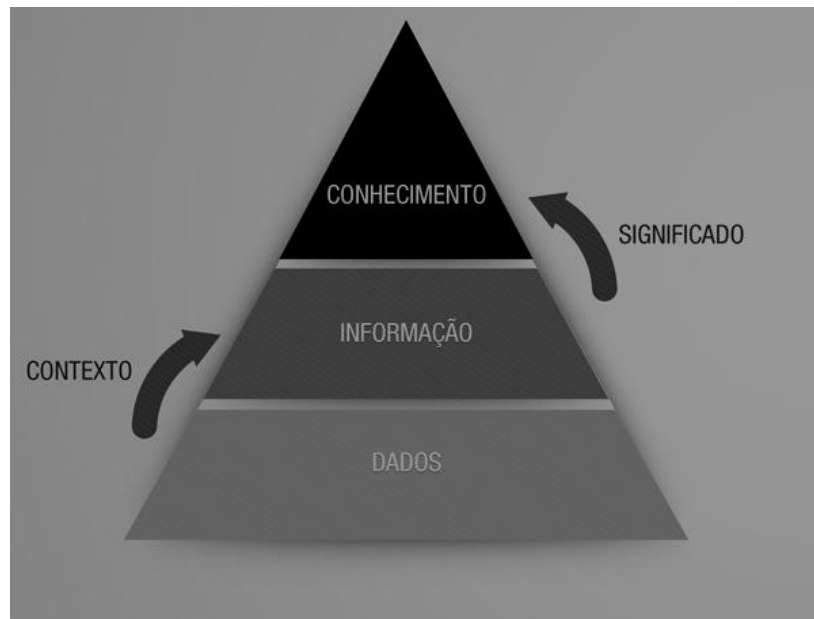 CONHECIMENTO
SIGNIFICADO
INFORMAÇÃO
CONTEXTO
DADOS